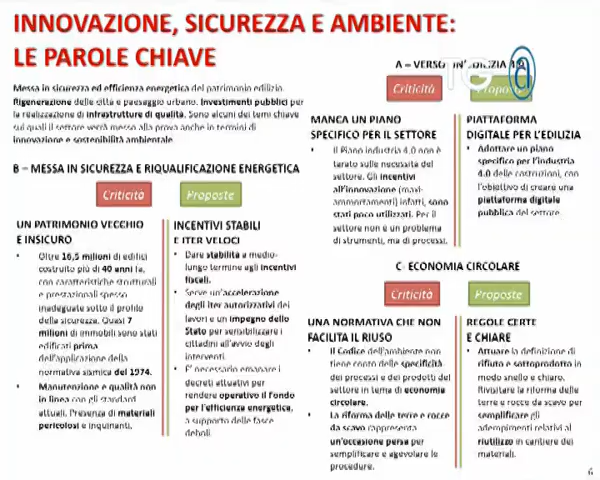 INNOVAZIONE, SICUREZZA E AMBIENTE:
LE PAROLE CHIAVE
Messa in sicurezza ed efficienza energetica del patrimonio edilizio.
Rigenerazione delle città e paesaggio urbano. Investimenti pubblici per
la realizzazione di infrastrutture di qualità. Sono alcuni dei temi chiave
sui quali il settore verrà messo alla prova anche in termini di
innovazione e sostenibilità ambientale.
B – MESSA IN SICUREZZA E RIQUALIFICAZIONE ENERGETICA
Criticità
Proposte
UN PATRIMONIO VECCHIO
E INSICURO
• Oltre 16,5 milioni di edifici
costruito più di 40 anni fa,
con caratteristiche strutturali
e prestazionali spesso
inadeguate sotto il profilo
della sicurezza. Quasi 7
milioni di immobili sono stati
edificati prima
dell'applicazione della
normativa sismica del 1974.
• Manutenzione e qualità non
in linea con gli standard
attuali. Presenza di materiali
pericolosi e inquinanti.
INCENTIVI STABILI
E ITER VELOCI
• Dare stabilità a medio-
lungo termine agli incentivi
fiscali.
• Serve un'accelerazione
degli iter autorizzativi dei
lavori e un impegno dello
Stato per sensibilizzare i
cittadini all'avvio degli
interventi.
• E' necessario emanare i
decreti attuativi per
rendere operativo il Fondo
per l'efficienza energetica,
a supporto delle fasce
deboli.
A – VERSO UN'EDILIZIA 4.0
TG @
Criticità
Proposte
MANCA UN PIANO
SPECIFICO PER IL SETTORE
• Il Piano industria 4.0 non è
tarato sulle necessità del
settore. Gli incentivi
all'innovazione (maxi-
ammortamenti) infatti, sono
stati poco utilizzati. Per il
settore non è un problema
di strumenti, ma di processi.
PIATTAFORMA
DIGITALE PER L'EDILIZIA
• Adottare un piano
specifico per l'industria
4.0 delle costruzioni, con
l'obiettivo di creare una
piattaforma digitale
pubblica del settore.
C- ECONOMIA CIRCOLARE
Criticità
Proposte
UNA NORMATIVA CHE NON
FACILITA IL RIUSO
• Il Codice dell'ambiente non
tiene conto delle specificità
dei processi e dei prodotti del
settore in tema di economia
circolare.
• La riforma delle terre e rocce
da scavo rappresenta
un'occasione persa per
semplificare e agevolare le
procedure.
REGOLE CERTE
E CHIARE
• Attuare la definizione di
rifiuto e sottoprodotto in
modo snello e chiaro.
Rivisitare la riforma delle
terre e rocce da scavo per
semplificare gli
adempimenti relativi al
riutilizzo in cantiere dei
materiali.
6